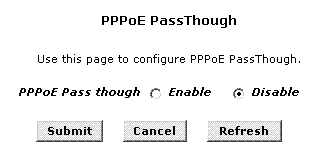 PPPoE PassThough
Use this page to configure PPPoE PassThough.
PPPoE Pass though Enable Disable
Submit Cancel Refresh